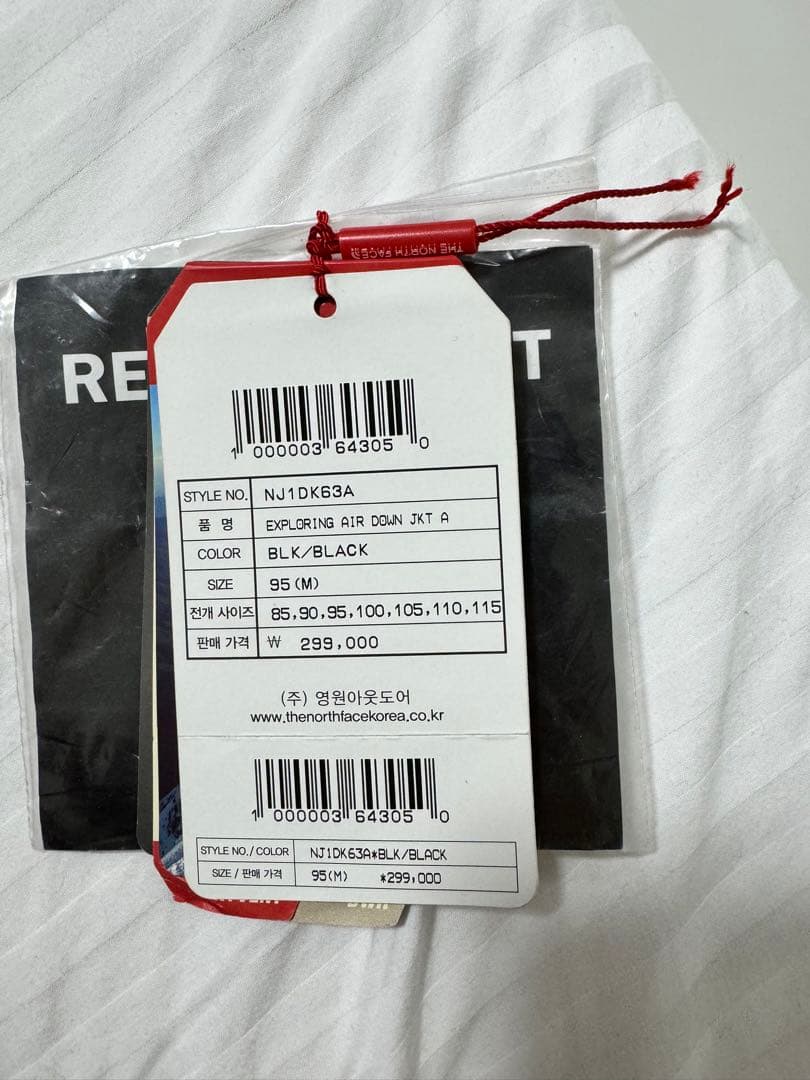 THE NORTH FACE
RE
T
1 000003 64305 0
STYLE NO. NJ1DK63A
품 명 EXPLORING AIR DOWN JKT A
COLOR BLK/BLACK
SIZE 95(M)
전개 사이즈 85,90,95,100,105,110,115
판매 가격 ₩ 299,000
(주) 영원아웃도어
www.thenorthfacekorea.co.kr
1 000003 64305 0
STYLE NO./COLOR NJ1DK63A*BLK/BLACK
SIZE / 판매 가격 95(M) *299,000